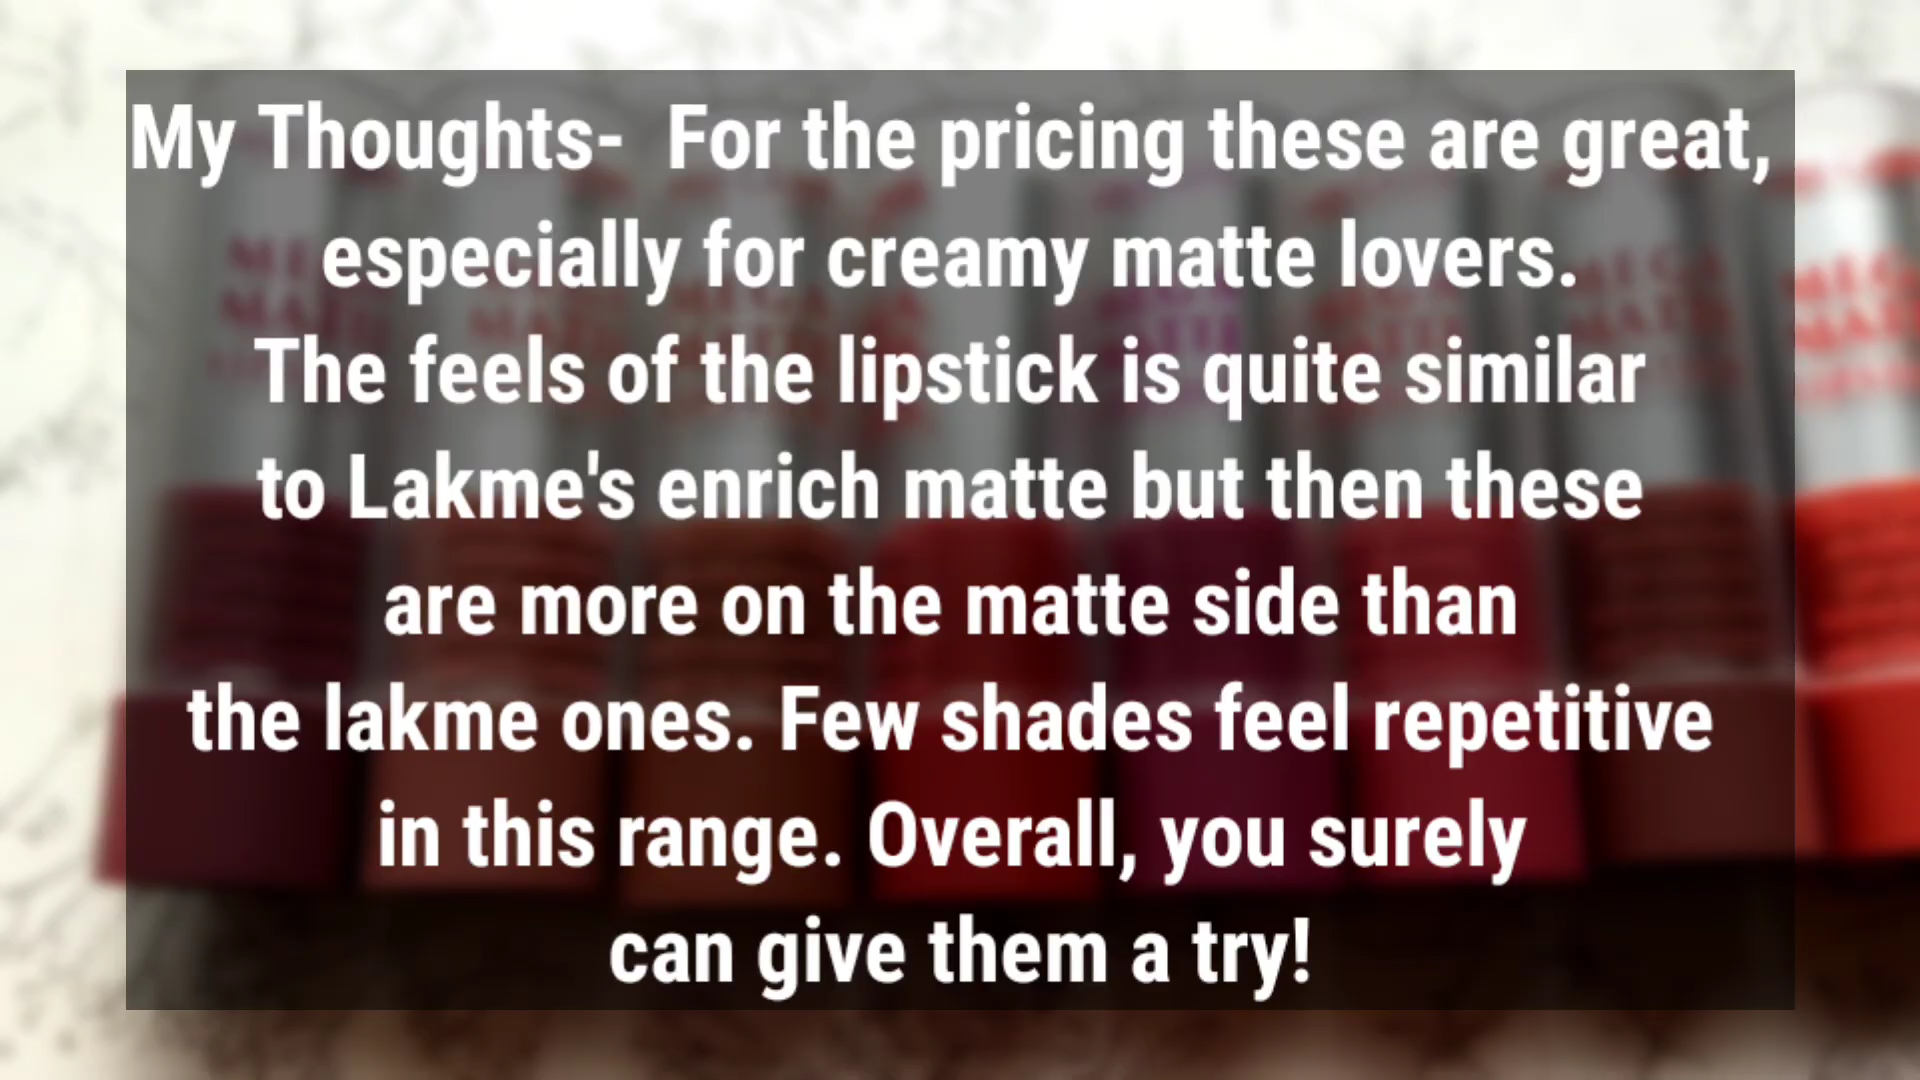 My Thoughts-  For the pricing these are great,
especially for creamy matte lovers.
The feels of the lipstick is quite similar
to Lakme's enrich matte but then these
are more on the matte side than
the lakme ones. Few shades feel repetitive
in this range. Overall, you surely
can give them a try!